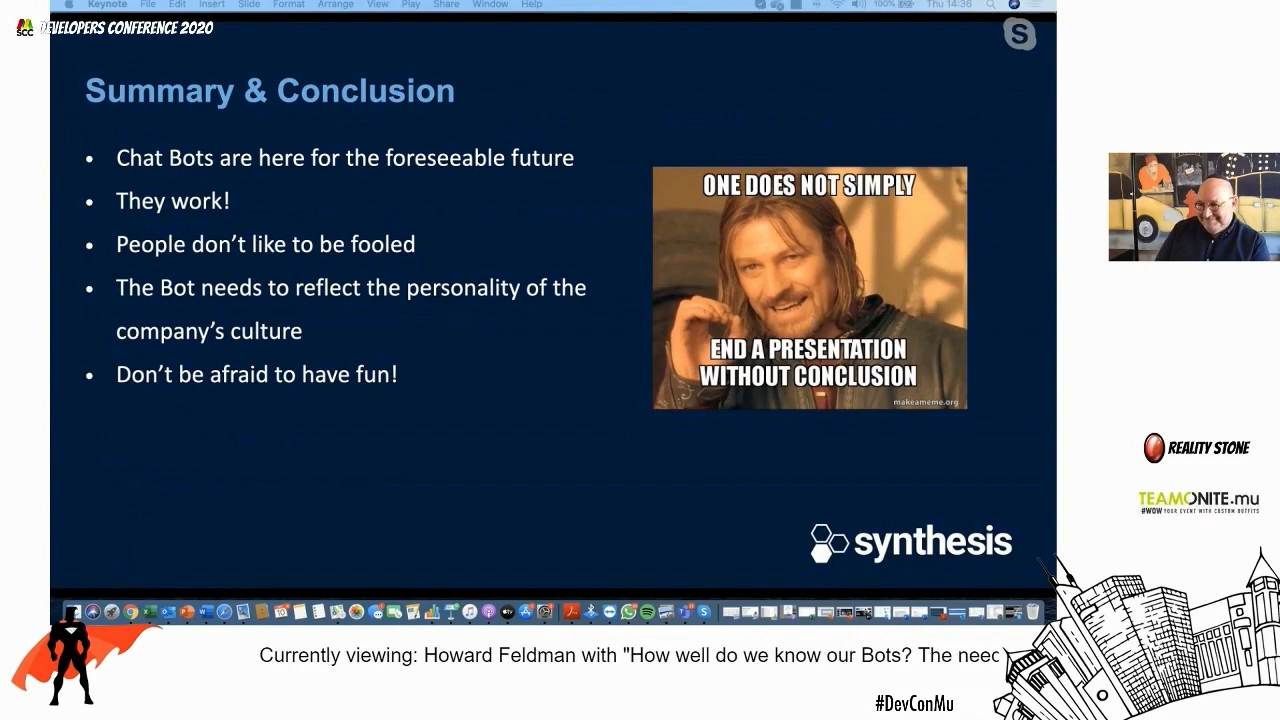 Keynote File Edit Insert Slide Format Arrange View Play Share Window Help
100% Thu 14:36
SCC DEVELOPERS CONFERENCE 2020
S
Summary & Conclusion
• Chat Bots are here for the foreseeable future
• They work!
• People don’t like to be fooled
• The Bot needs to reflect the personality of the
company’s culture
• Don’t be afraid to have fun!
ONE DOES NOT SIMPLY
END A PRESENTATION
WITHOUT CONCLUSION
makeameme.org
synthesis
REALITY STONE
TEAMONITE.mu
#WOW YOUR EVENT WITH CUSTOM OUTFITS
Currently viewing: Howard Feldman with "How well do we know our Bots? The neec
#DevConMu